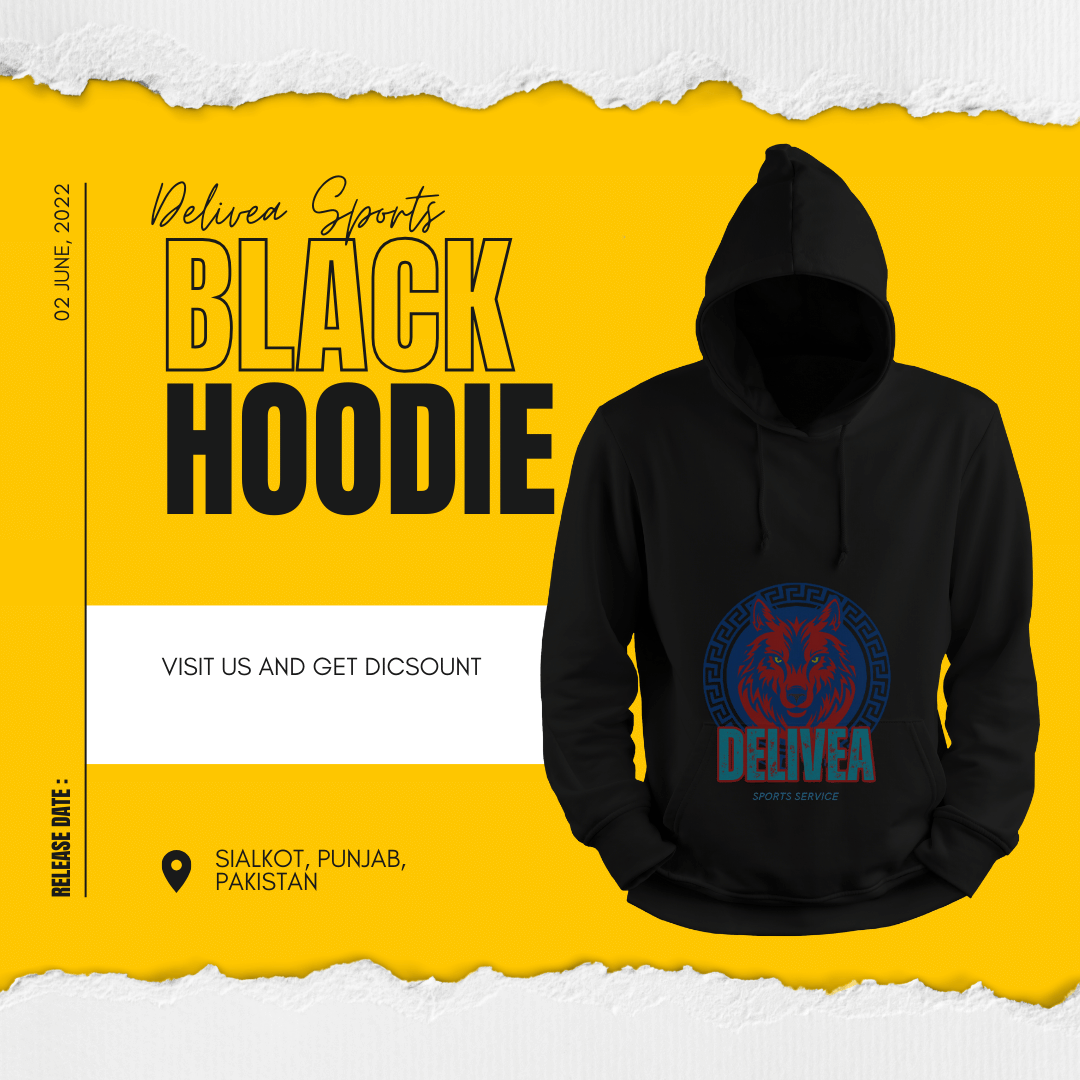 02 JUNE, 2022
RELEASE DATE :
Delivea Sports
BLACK
HOODIE
VISIT US AND GET DICSOUNT
SIALKOT, PUNJAB,
PAKISTAN
DELIVEA
SPORTS SERVICE